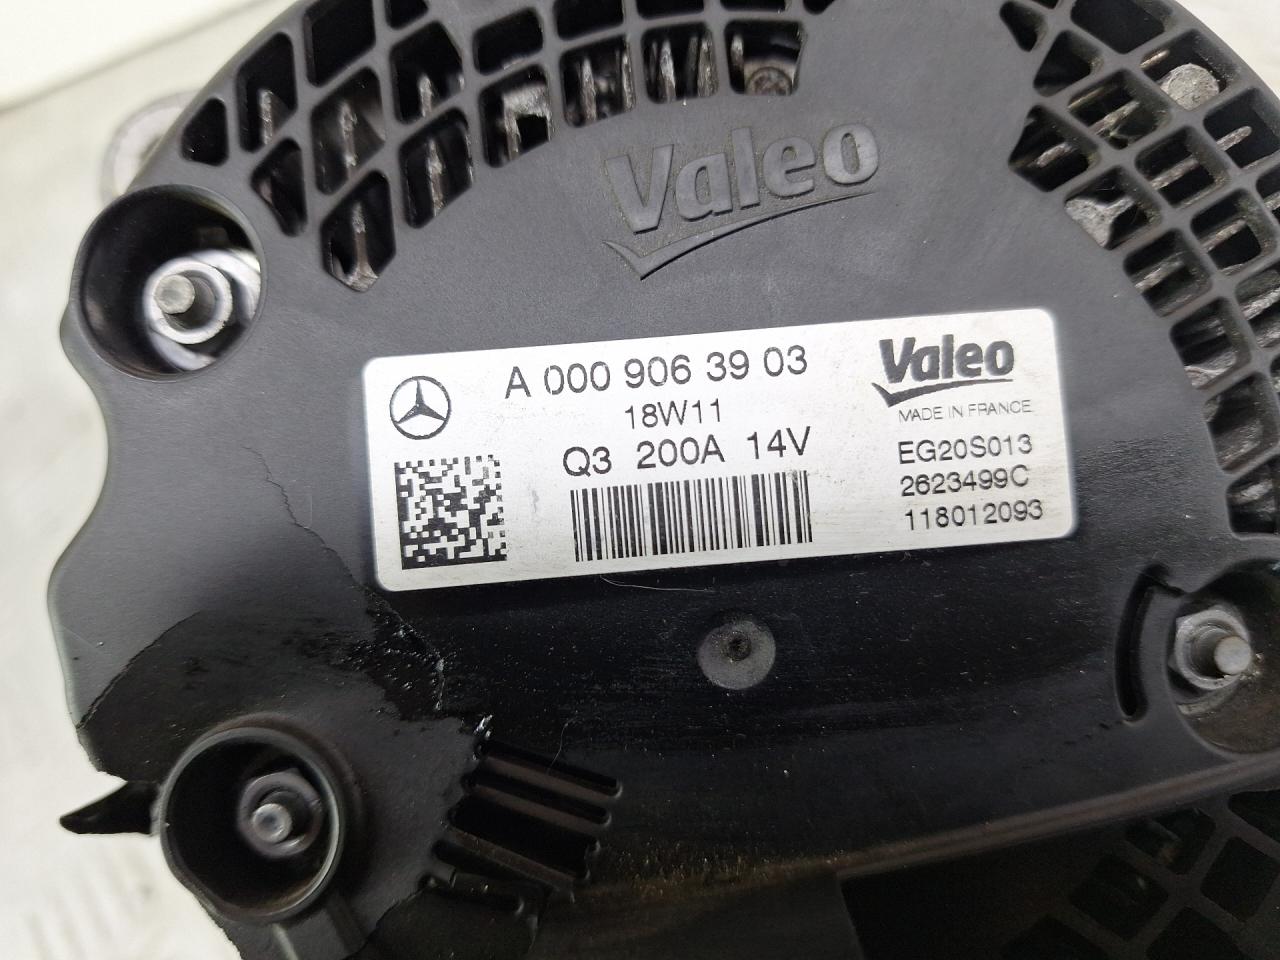 Valeo
A 000 906 39 03
18W11
Q3 200A 14V
Valeo
MADE IN FRANCE
EG20S013
2623499C
118012093